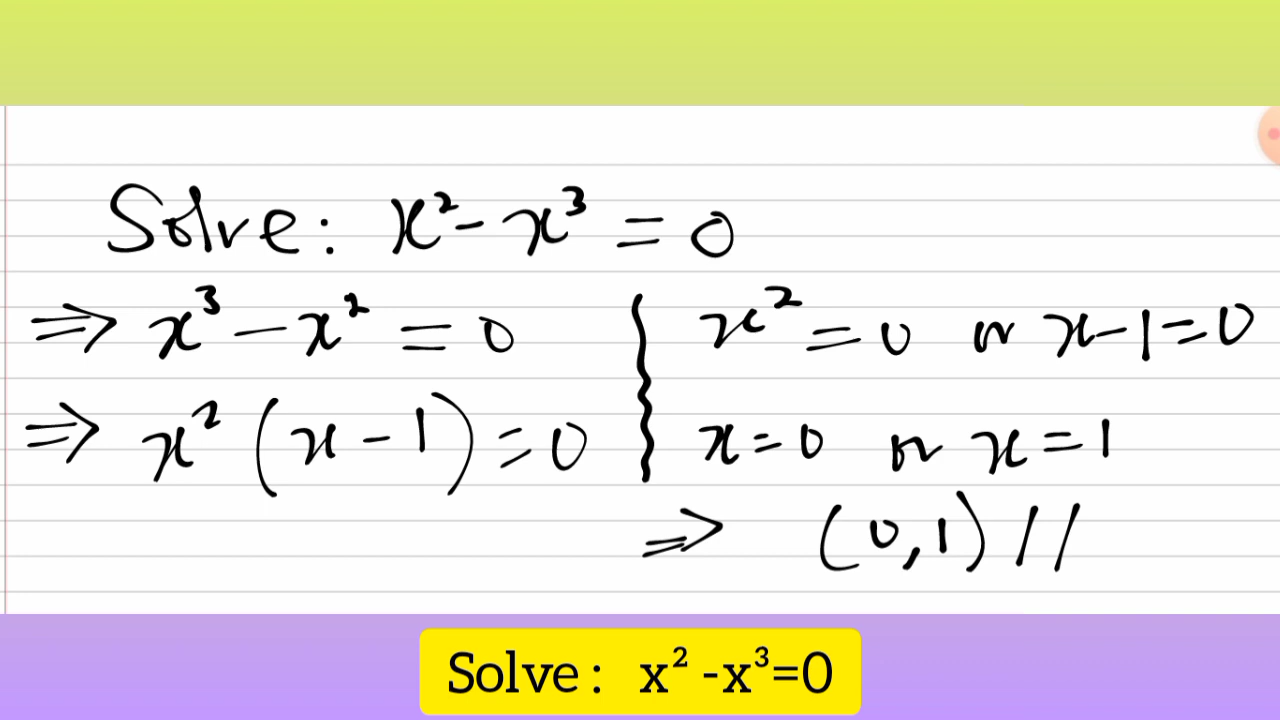 Solve: x² - x³ = 0
⇒ x³ - x² = 0
⇒ x² (x - 1) = 0
x² = 0 or x - 1 = 0
x = 0 or x = 1
⇒ (0, 1) //
Solve : x² -x³=0